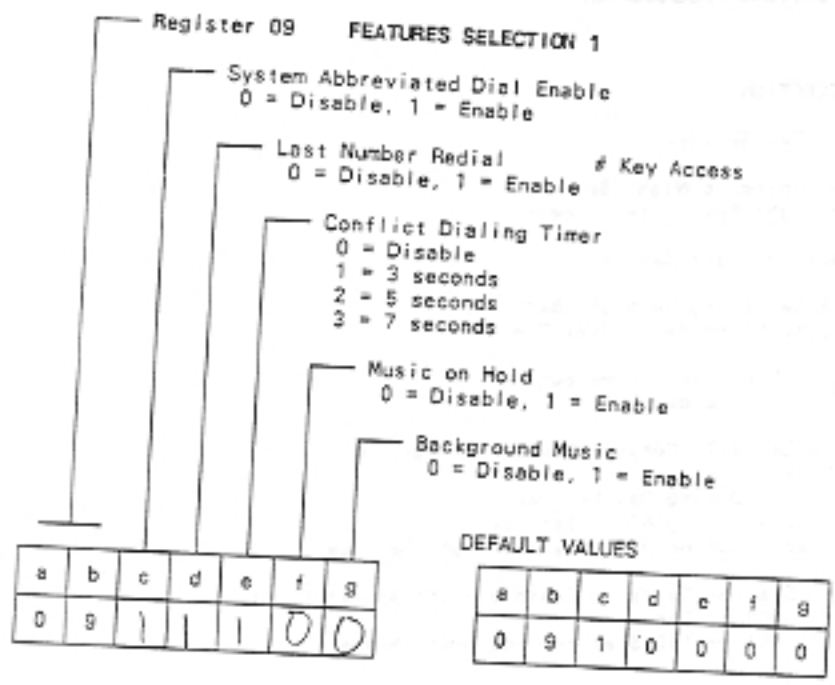 Register 09 FEATURES SELECTION 1
System Abbreviated Dial Enable
0 = Disable, 1 = Enable
Last Number Redial # Key Access
0 = Disable, 1 = Enable
Conflict Dialing Timer
0 = Disable
1 = 3 seconds
2 = 5 seconds
3 = 7 seconds
Music on Hold
0 = Disable, 1 = Enable
Background Music
0 = Disable, 1 = Enable
a b c d e f g
0 9 1 1 1 0 0
DEFAULT VALUES
a b c d e f g
0 9 1 0 0 0 0